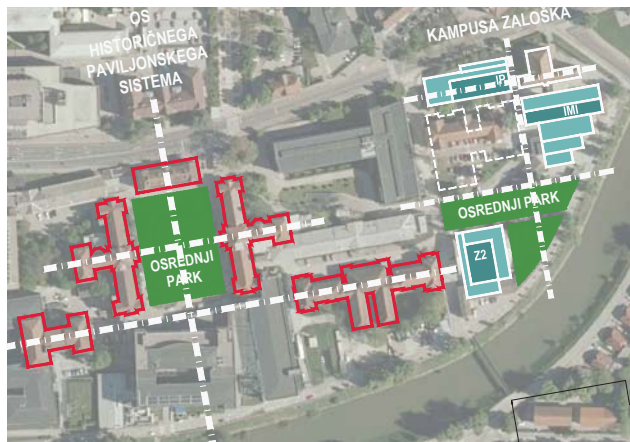 OS
HISTORIČNEGA
PAVILJONSKEGA
SISTEMA
KAMPUSA ZALOŠKA
IP
IMI
OSREDNJI PARK
OSREDNJI
PARK
Z2